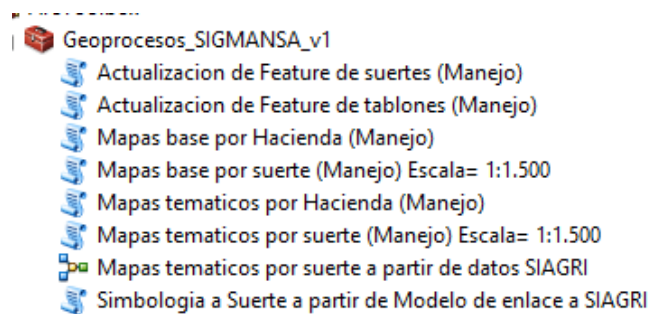 Geoprocesos_SIGMANSA_v1
Actualizacion de Feature de suertes (Manejo)
Actualizacion de Feature de tablones (Manejo)
Mapas base por Hacienda (Manejo)
Mapas base por suerte (Manejo) Escala= 1:1.500
Mapas tematicos por Hacienda (Manejo)
Mapas tematicos por suerte (Manejo) Escala= 1:1.500
Mapas tematicos por suerte a partir de datos SIAGRI
Simbologia a Suerte a partir de Modelo de enlace a SIAGRI